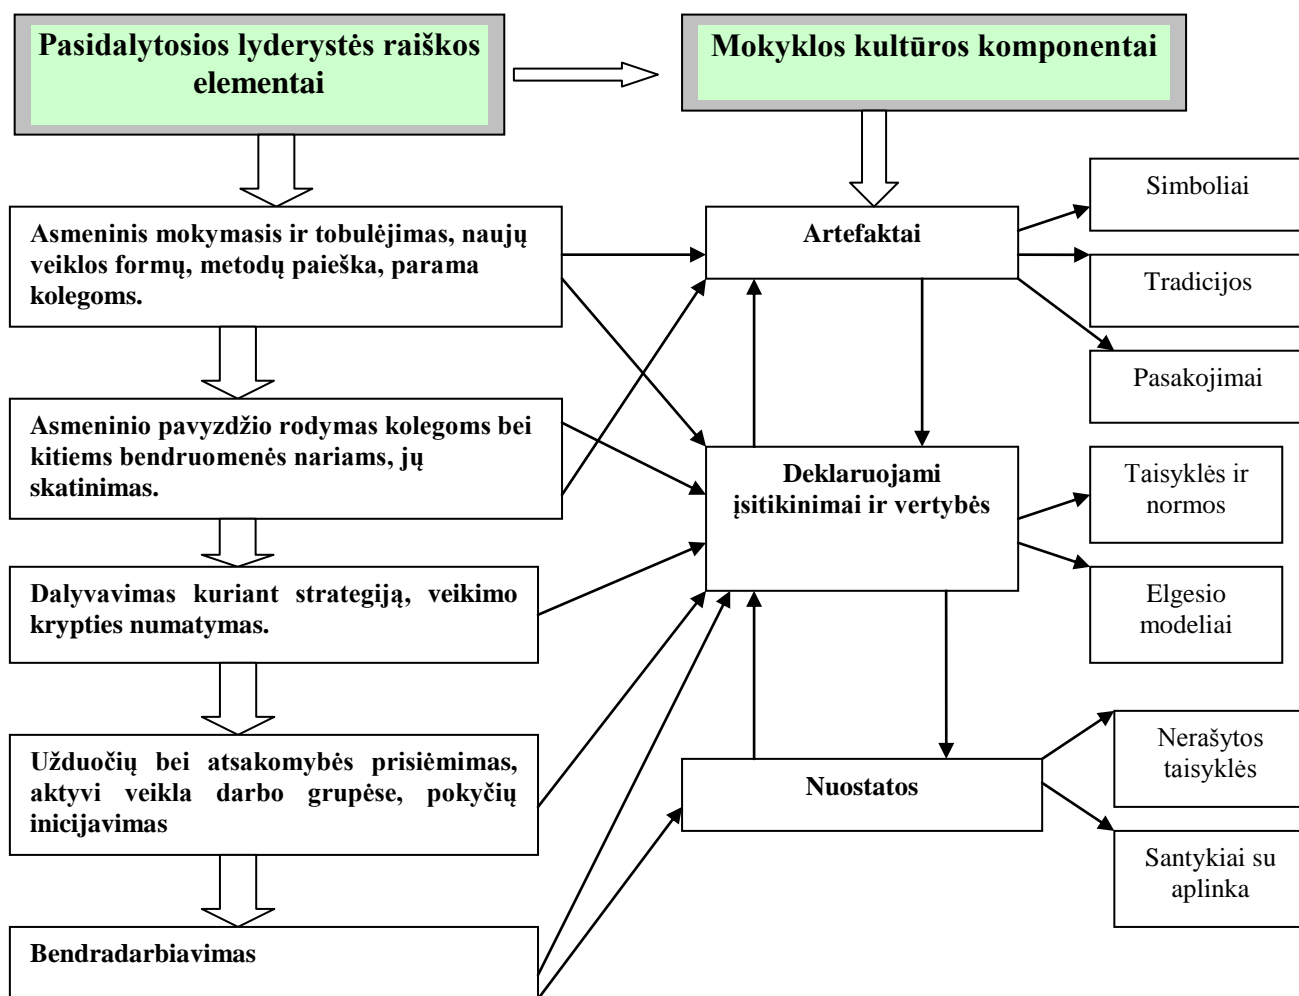 Pasidalytosios lyderystės raiškos
elementai
Mokyklos kultūros komponentai
Asmeninis mokymasis ir tobulėjimas, naujų
veiklos formų, metodų paieška, parama
kolegoms.
Asmeninio pavyzdžio rodymas kolegoms bei
kitiems bendruomenės nariams, jų
skatinimas.
Dalyvavimas kuriant strategiją, veikimo
krypties numatymas.
Užduočių bei atsakomybės prisiėmimas,
aktyvi veikla darbo grupėse, pokyčių
inicijavimas
Bendradarbiavimas
Artefaktai
Deklaruojami
įsitikinimai ir vertybės
Nuostatos
Simboliai
Tradicijos
Pasakojimai
Taisyklės ir
normos
Elgesio
modeliai
Nerašytos
taisyklės
Santykiai su
aplinka